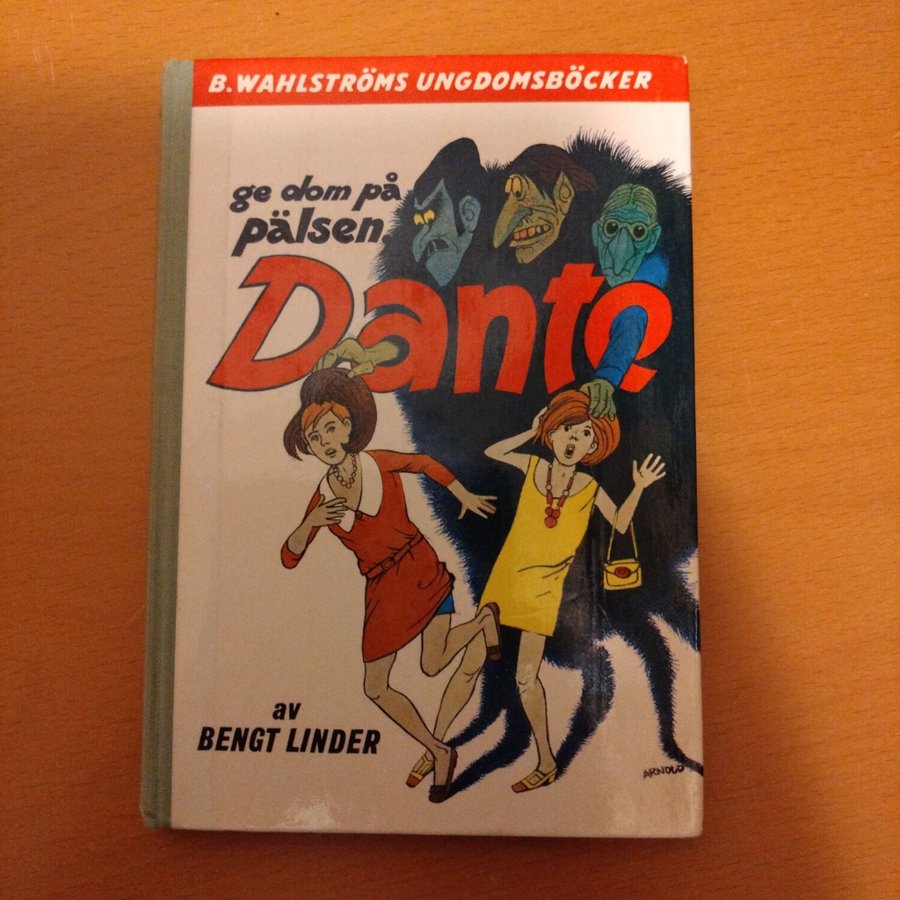 B. WAHLSTRÖMS UNGDOMSBÖCKER
ge dom på
pälsen,
Dante
av
BENGT LINDER
ARNOLD